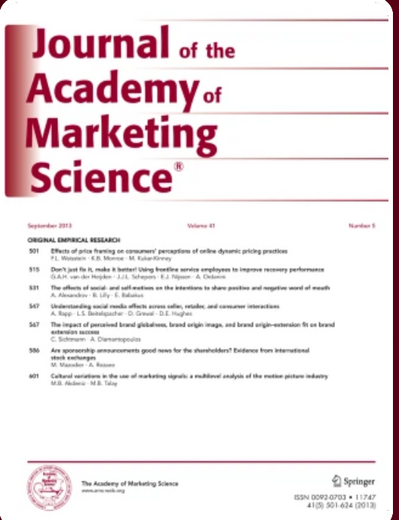 Journal of the
Academy of
Marketing
Science®
September 2013 Volume 41 Number 5
ORIGINAL EMPIRICAL RESEARCH
501 Effects of price framing on consumers' perceptions of online dynamic pricing practices
F.L. Weisstein · K.B. Monroe · M. Kukar-Kinney
515 Don't just fix it, make it better! Using frontline service employees to improve recovery performance
G.A.H. van der Heijden · J.J.L. Schepers · E.J. Nijssen · A. Ordanini
531 The effects of social- and self-motives on the intentions to share positive and negative word of mouth
A. Alexandrov · B. Lilly · E. Babakus
547 Understanding social media effects across seller, retailer, and consumer interactions
A. Rapp · L.S. Beitelspacher · D. Grewal · D.E. Hughes
567 The impact of perceived brand globalness, brand origin image, and brand origin–extension fit on brand
extension success
C. Sichtmann · A. Diamantopoulos
586 Are sponsorship announcements good news for the shareholders? Evidence from international
stock exchanges
M. Mazodier · A. Rezaee
601 Cultural variations in the use of marketing signals: a multilevel analysis of the motion picture industry
M.B. Akdeniz · M.B. Talay
The Academy of Marketing Science
www.ams-web.org
Springer
ISSN 0092-0703 • 11747
41(5) 501-624 (2013)